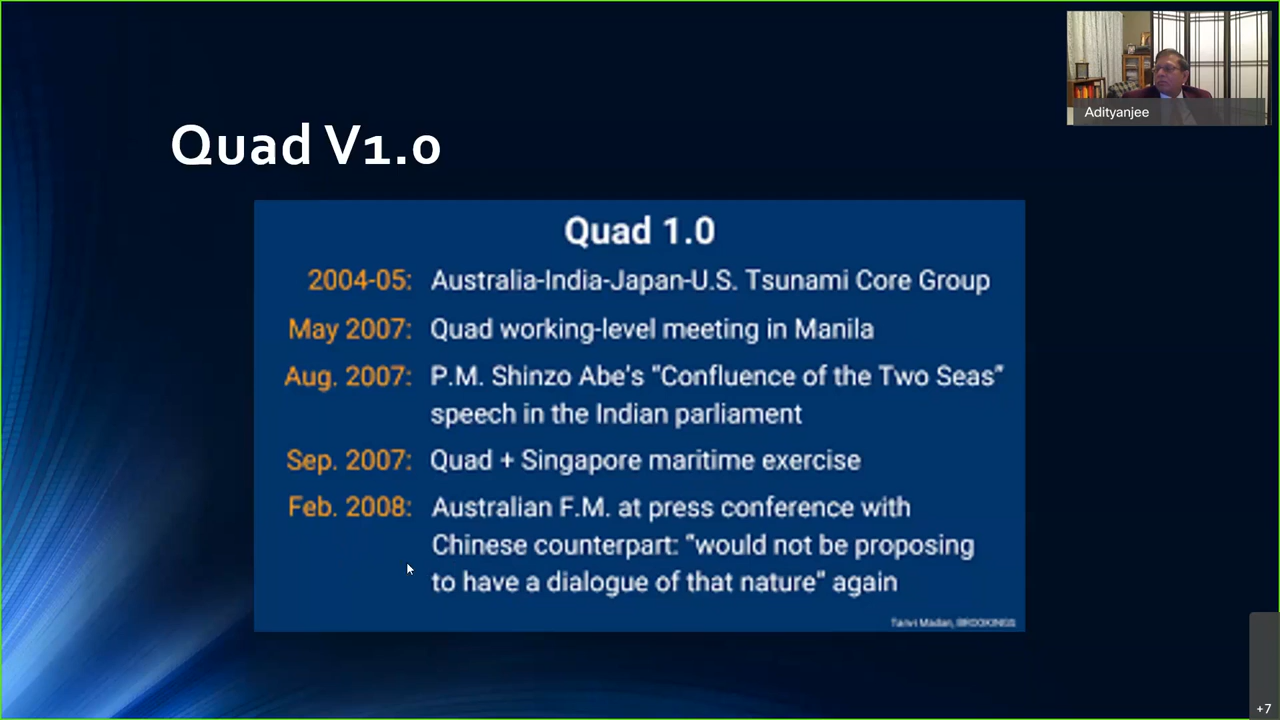 Adityanjee
Quad V1.0
Quad 1.0
2004-05: Australia-India-Japan-U.S. Tsunami Core Group
May 2007: Quad working-level meeting in Manila
Aug. 2007: P.M. Shinzo Abe's "Confluence of the Two Seas"
speech in the Indian parliament
Sep. 2007: Quad + Singapore maritime exercise
Feb. 2008: Australian F.M. at press conference with
Chinese counterpart: "would not be proposing
to have a dialogue of that nature" again
Tanvi Madan, BROOKINGS
+7